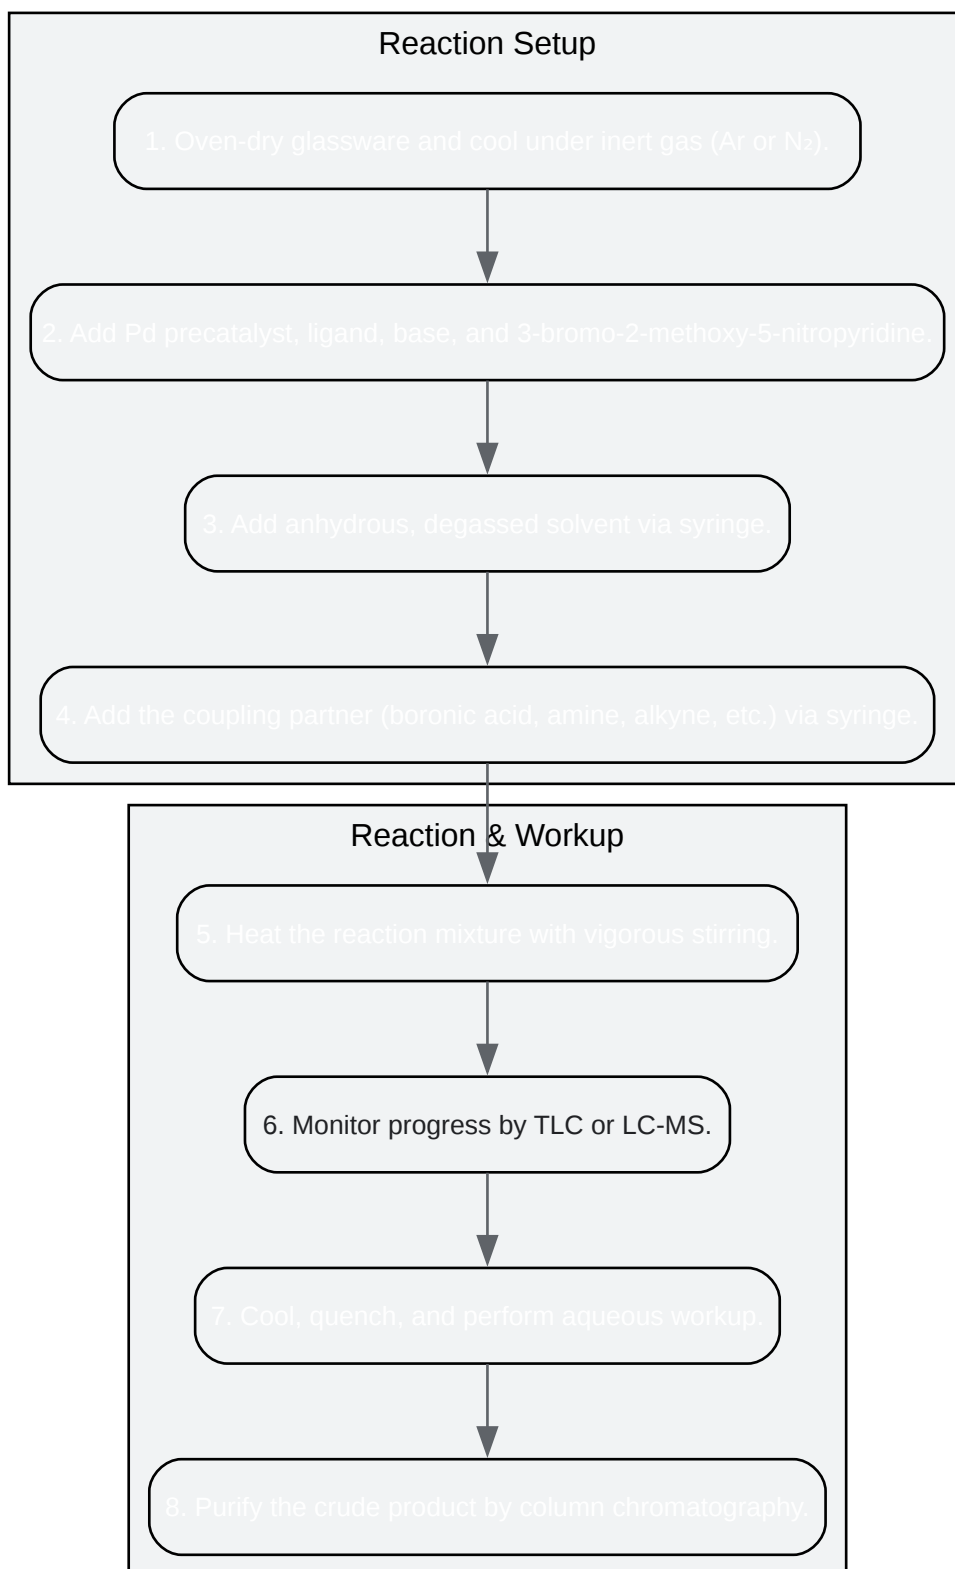 Reaction Setup
1. Oven-dry glassware and cool under inert gas (Ar or N₂).
2. Add Pd precatalyst, ligand, base, and 3-bromo-2-methoxy-5-nitropyridine.
3. Add anhydrous, degassed solvent via syringe.
4. Add the coupling partner (boronic acid, amine, alkyne, etc.) via syringe.
Reaction & Workup
5. Heat the reaction mixture with vigorous stirring.
6. Monitor progress by TLC or LC-MS.
7. Cool, quench, and perform aqueous workup.
8. Purify the crude product by column chromatography.